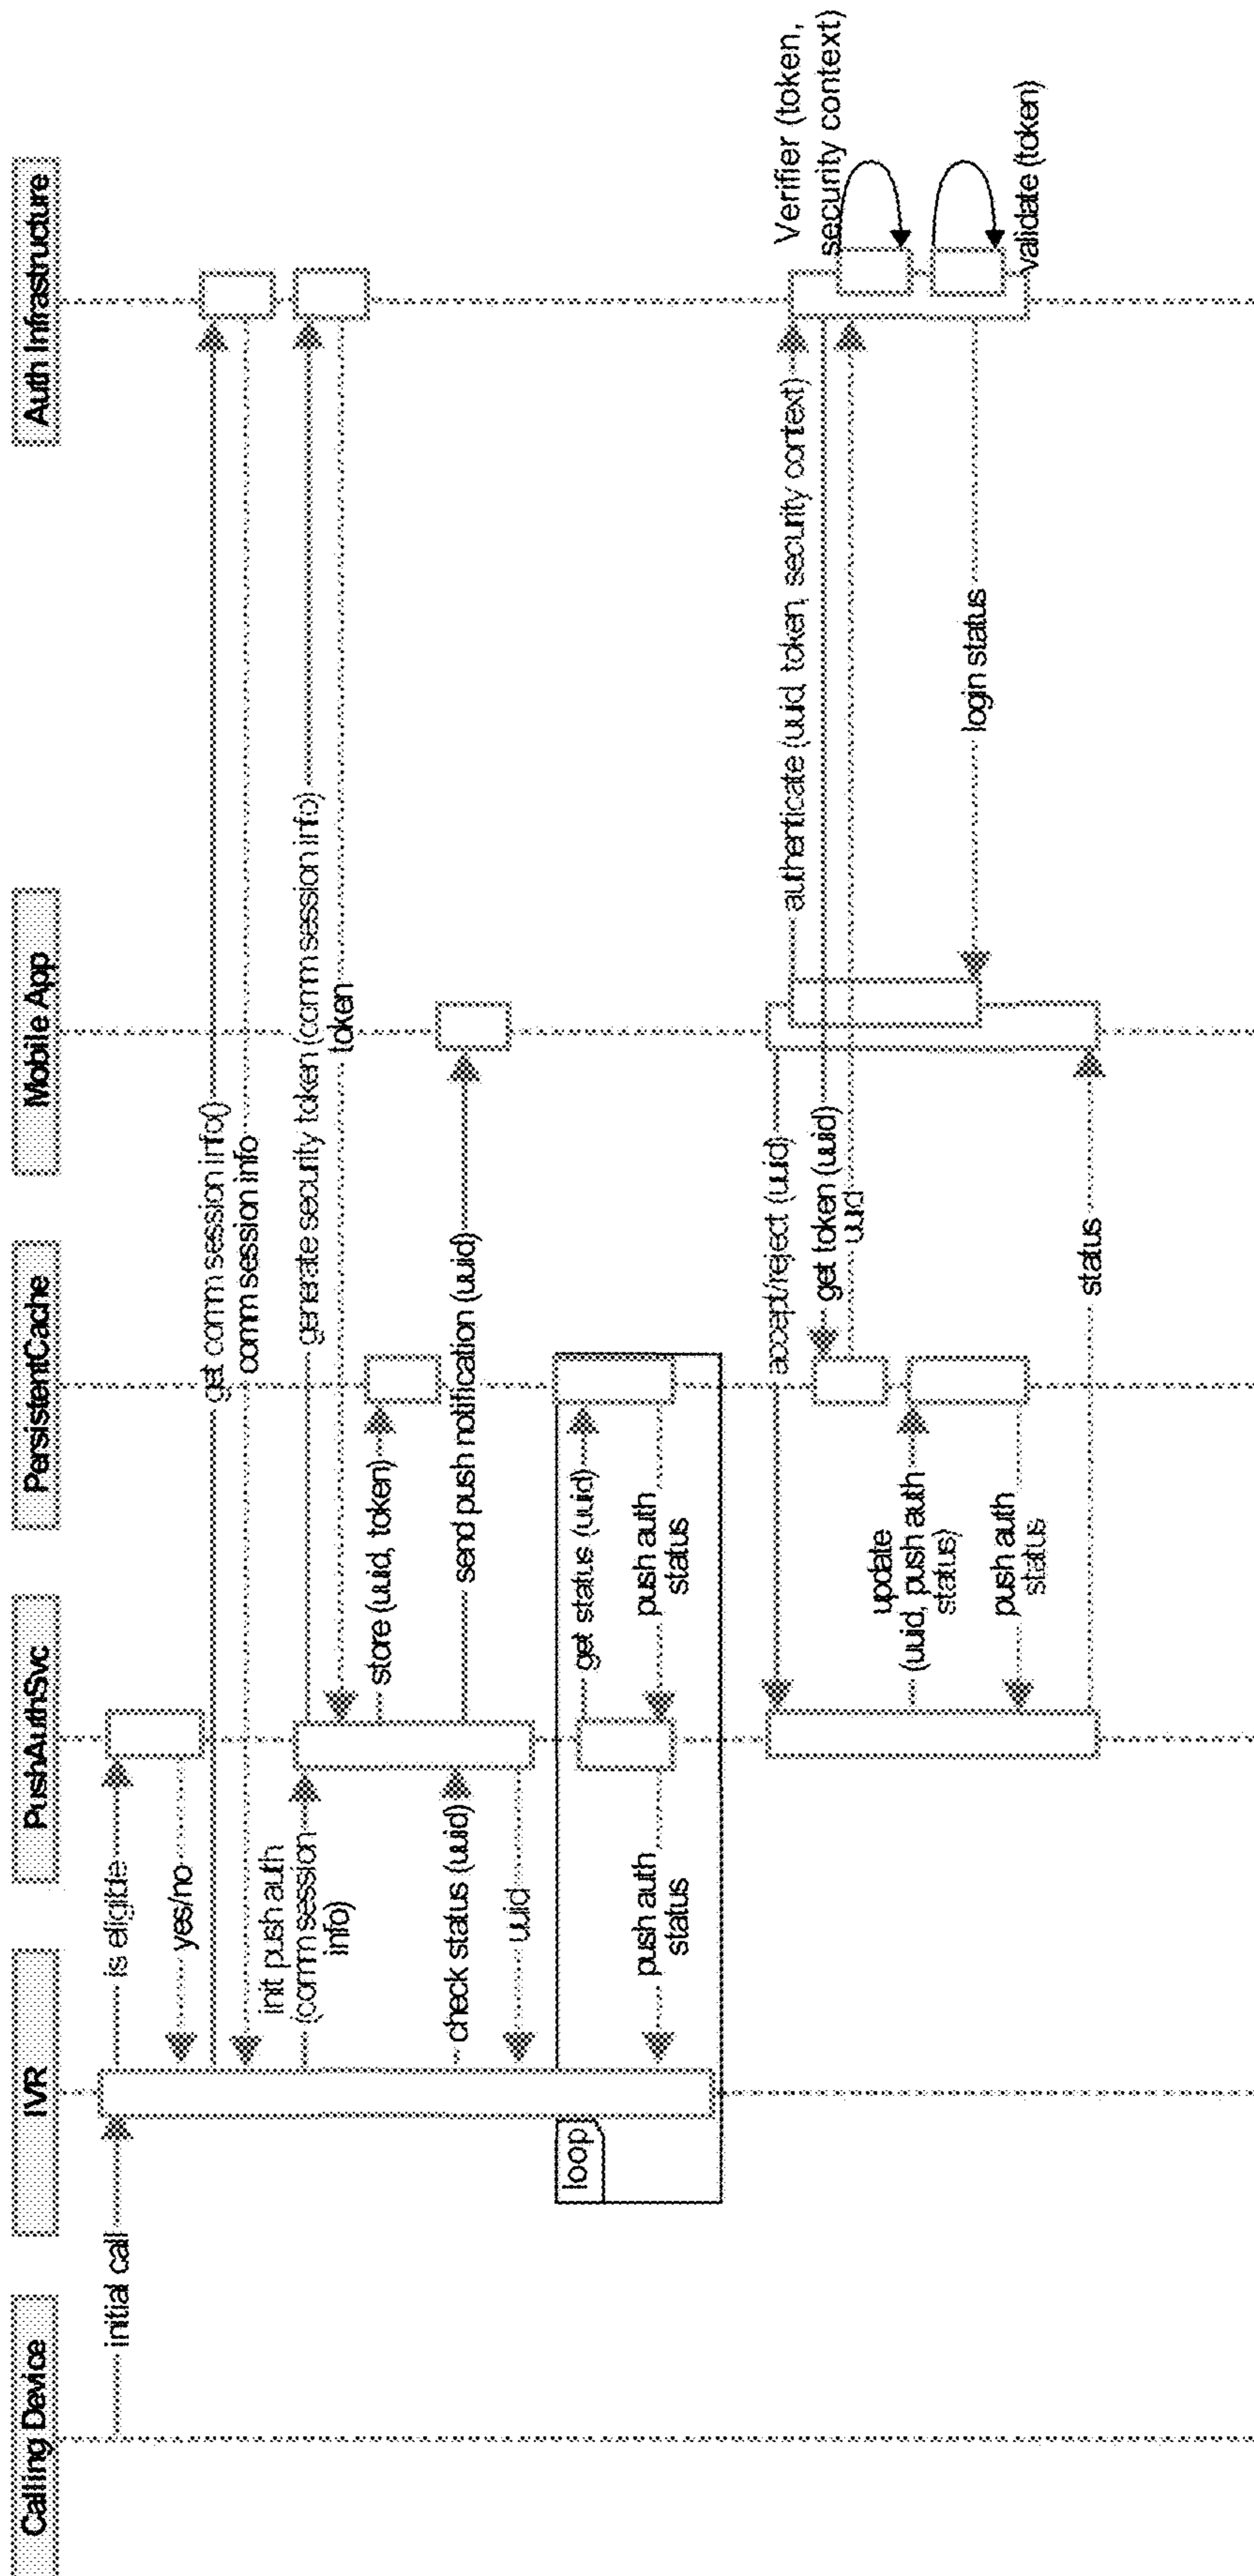 Calling Device
IVR
PushAuthSvc
PersistentCache
Mobile App
Auth Infrastructure
initial call
is eligible
yes/no
get comm session info()
comm session info
init push auth
(comm session
info)
generate security token (comm session info)
token
store (uuid, token)
check status (uuid)
send push notification (uuid)
uuid
loop
get status (uuid)
push auth
status
push auth
status
accept/reject (uuid)
authenticate (uuid, token, security context)
Verifier (token,
security context)
get token (uuid)
uuid
update
(uuid, push auth
status)
validate (token)
login status
push auth
status
status